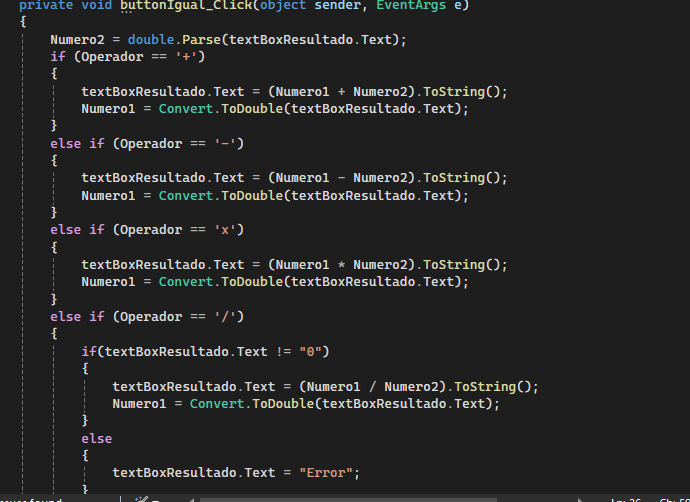 private void buttonIgual_Click(object sender, EventArgs e)
{
Numero2 = double.Parse(textBoxResultado.Text);
if (Operador == '+')
{
textBoxResultado.Text = (Numero1 + Numero2).ToString();
Numero1 = Convert.ToDouble(textBoxResultado.Text);
}
else if (Operador == '-')
{
textBoxResultado.Text = (Numero1 - Numero2).ToString();
Numero1 = Convert.ToDouble(textBoxResultado.Text);
}
else if (Operador == 'x')
{
textBoxResultado.Text = (Numero1 * Numero2).ToString();
Numero1 = Convert.ToDouble(textBoxResultado.Text);
}
else if (Operador == '/')
{
if(textBoxResultado.Text != "0")
{
textBoxResultado.Text = (Numero1 / Numero2).ToString();
Numero1 = Convert.ToDouble(textBoxResultado.Text);
}
else
{
textBoxResultado.Text = "Error";
}